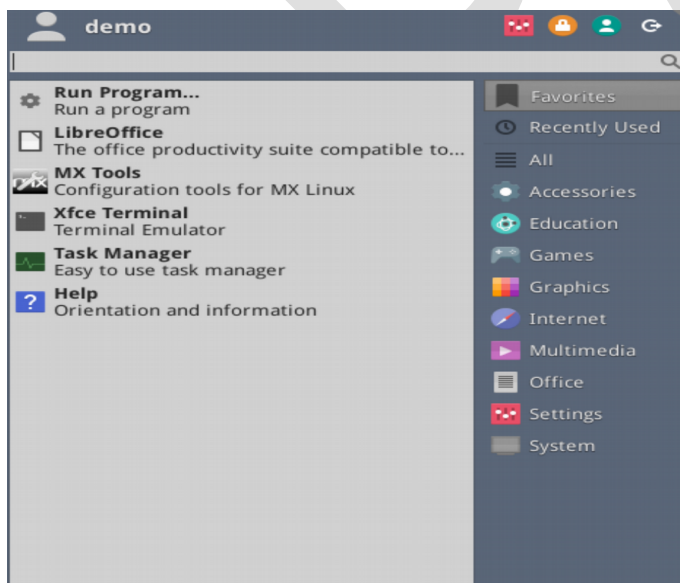 demo
Run Program...
Run a program
LibreOffice
The office productivity suite compatible to...
MX Tools
Configuration tools for MX Linux
Xfce Terminal
Terminal Emulator
Task Manager
Easy to use task manager
Help
Orientation and information
Favorites
Recently Used
All
Accessories
Education
Games
Graphics
Internet
Multimedia
Office
Settings
System